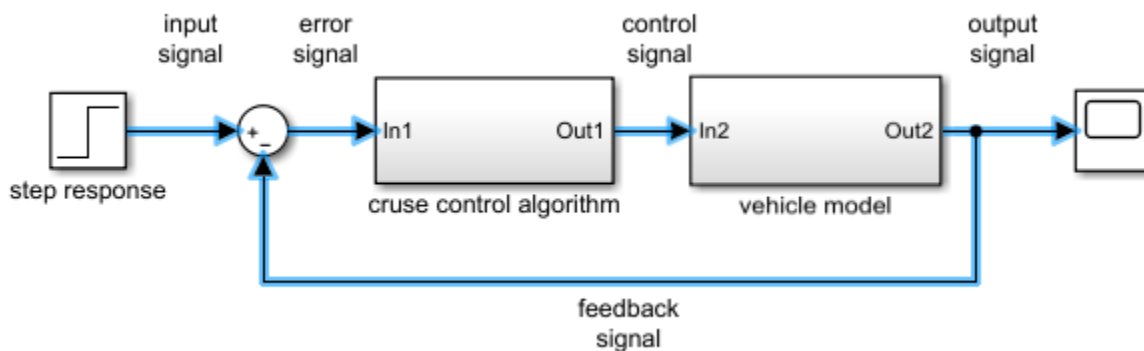 input
signal
error
signal
control
signal
output
signal
+
−
In1
Out1
In2
Out2
step response
cruse control algorithm
vehicle model
feedback
signal